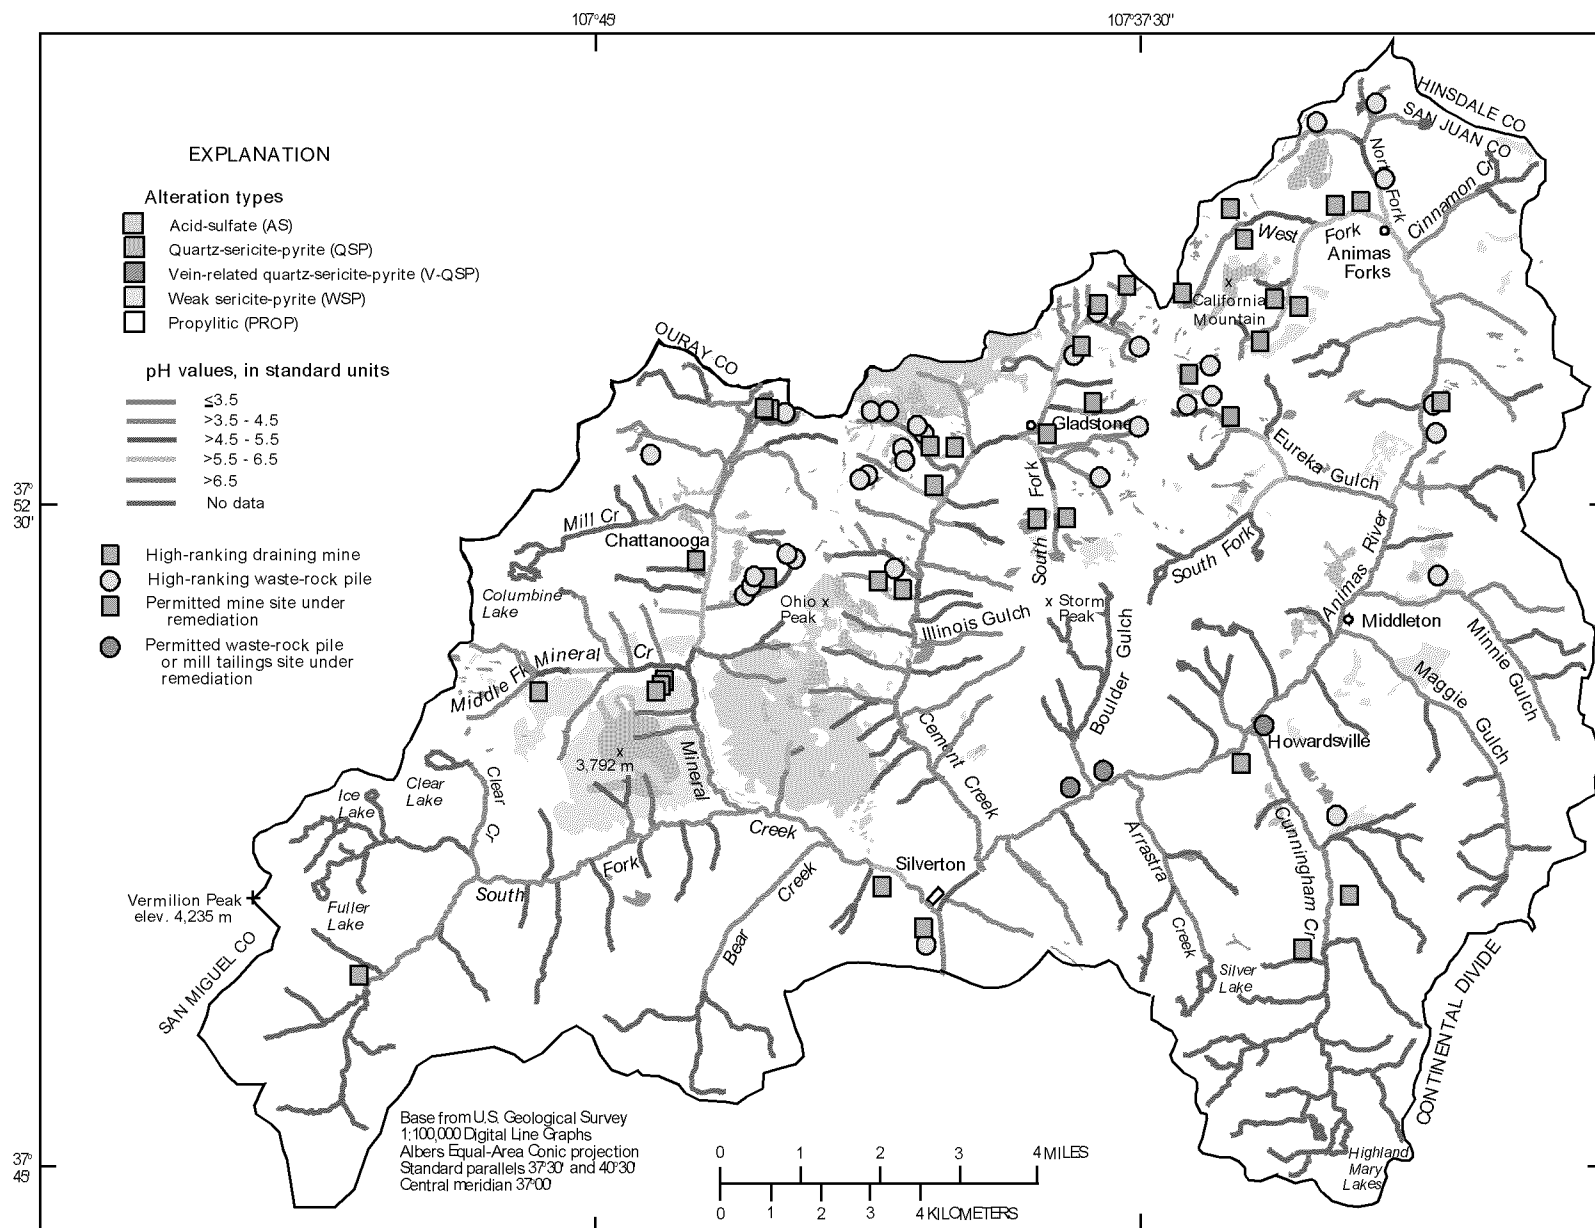 107°45'
107°37'30"
37°
52'
30"
37°
45'
EXPLANATION
Alteration types
Acid-sulfate (AS)
Quartz-sericite-pyrite (QSP)
Vein-related quartz-sericite-pyrite (V-QSP)
Weak sericite-pyrite (WSP)
Propylitic (PROP)
pH values, in standard units
≤3.5
>3.5 - 4.5
>4.5 - 5.5
>5.5 - 6.5
>6.5
No data
High-ranking draining mine
High-ranking waste-rock pile
Permitted mine site under
remediation
Permitted waste-rock pile
or mill tailings site under
remediation
HINSDALE CO
SAN JUAN CO
North Fork
Cinnamon Cr
West Fork
Animas
Forks
x
California
Mountain
OURAY CO
Gladstone
Eureka Gulch
South Fork
South Fork
Animas River
Mill Cr
Chattanooga
Columbine
Lake
Ohio x
Peak
x Storm
Peak
Illinois Gulch
Boulder Gulch
Middleton
Minnie Gulch
Maggie Gulch
Middle Fk Mineral Cr
x
3,792 m
Mineral
Creek
Cement Creek
Howardsville
Clear
Lake
Clear Cr
Ice
Lake
Fuller
Lake
South Fork
Silverton
Bear Creek
Arrastra Creek
Cunningham Cr
Silver
Lake
Vermilion Peak
elev. 4,235 m
SAN MIGUEL CO
CONTINENTAL DIVIDE
Highland
Mary
Lakes
Base from U.S. Geological Survey
1:100,000 Digital Line Graphs
Albers Equal-Area Conic projection
Standard parallels 37°30' and 40°30'
Central meridian 37°00'
0 1 2 3 4 MILES
0 1 2 3 4 KILOMETERS